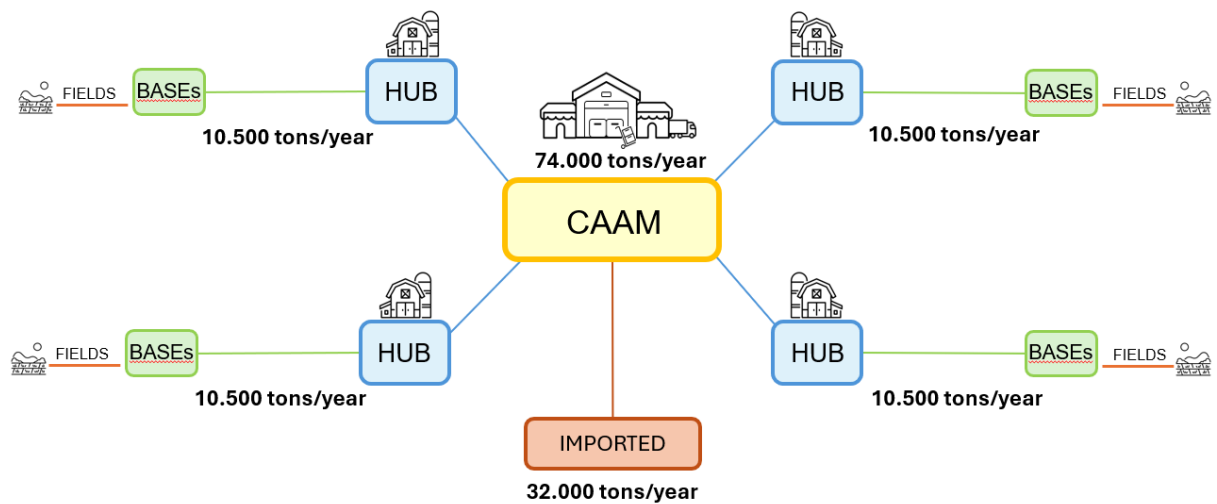 FIELDS
BASEs
HUB
10.500 tons/year
HUB
BASEs
FIELDS
10.500 tons/year
74.000 tons/year
CAAM
FIELDS
BASEs
HUB
10.500 tons/year
HUB
BASEs
FIELDS
10.500 tons/year
IMPORTED
32.000 tons/year